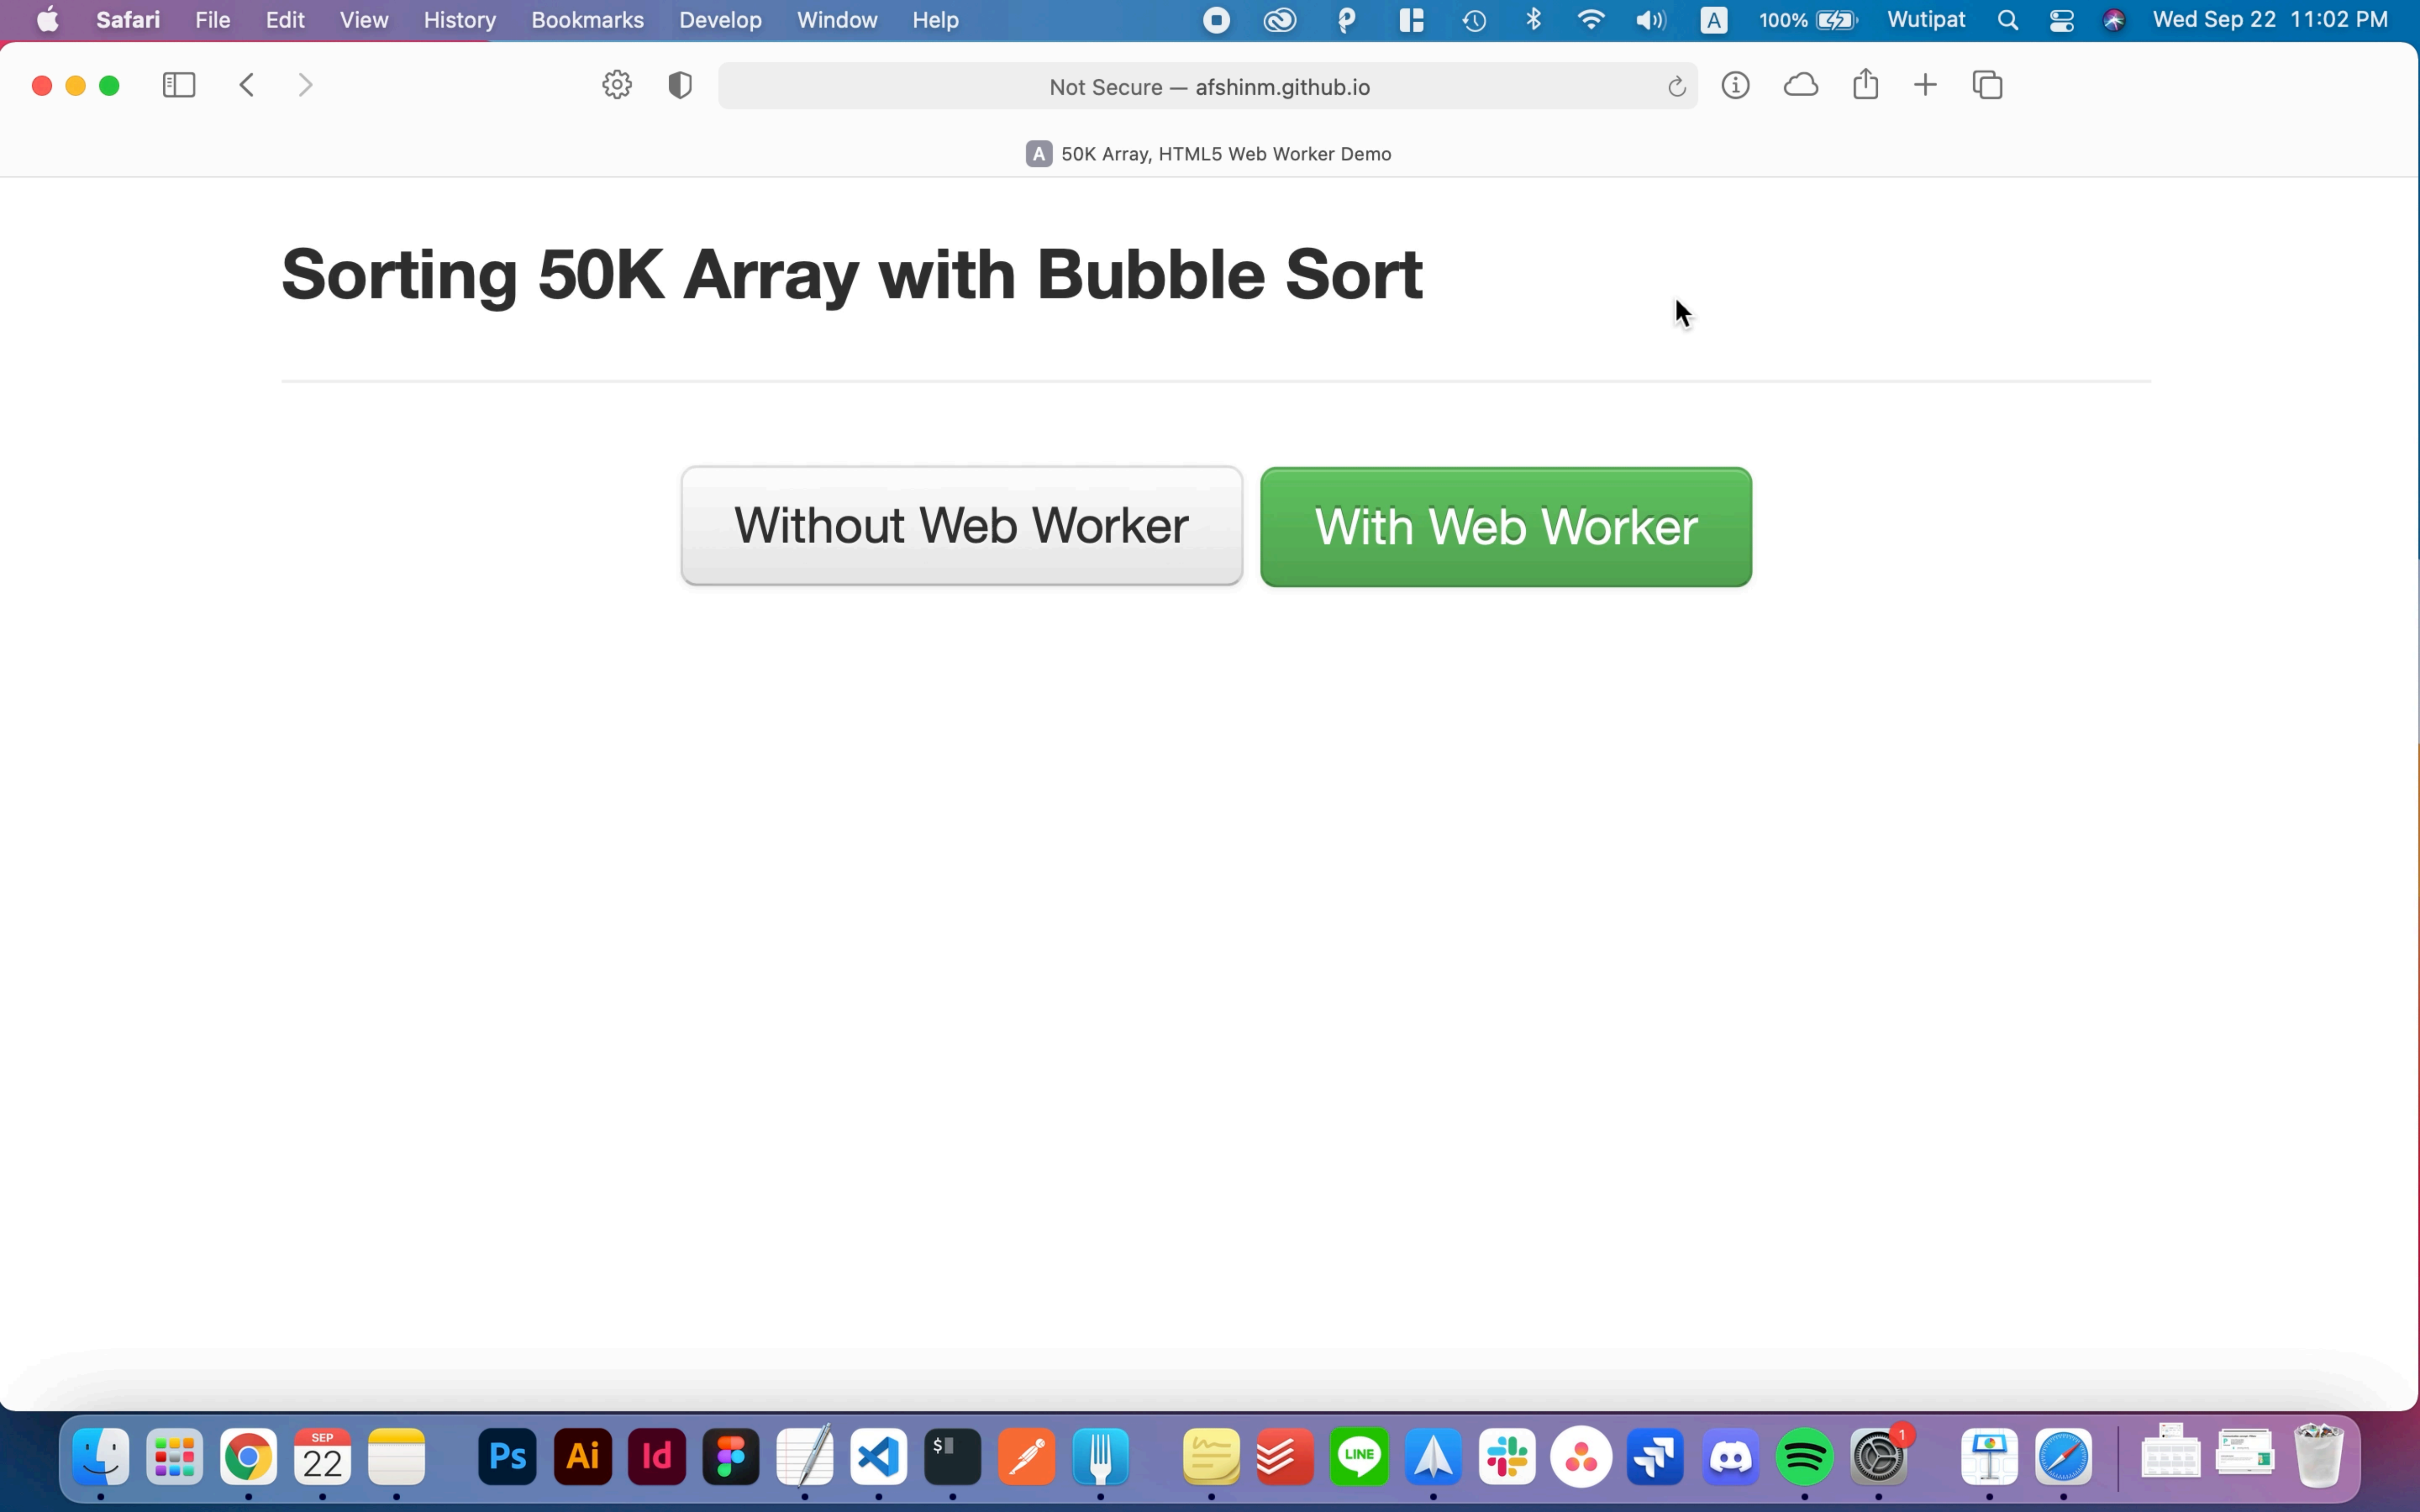 Safari File Edit View History Bookmarks Develop Window Help A 100% Wutipat Wed Sep 22 11:02 PM
Not Secure — afshinm.github.io
A 50K Array, HTML5 Web Worker Demo
Sorting 50K Array with Bubble Sort
Without Web Worker With Web Worker
SEP 1
22 Ps Ai Id $ LINE